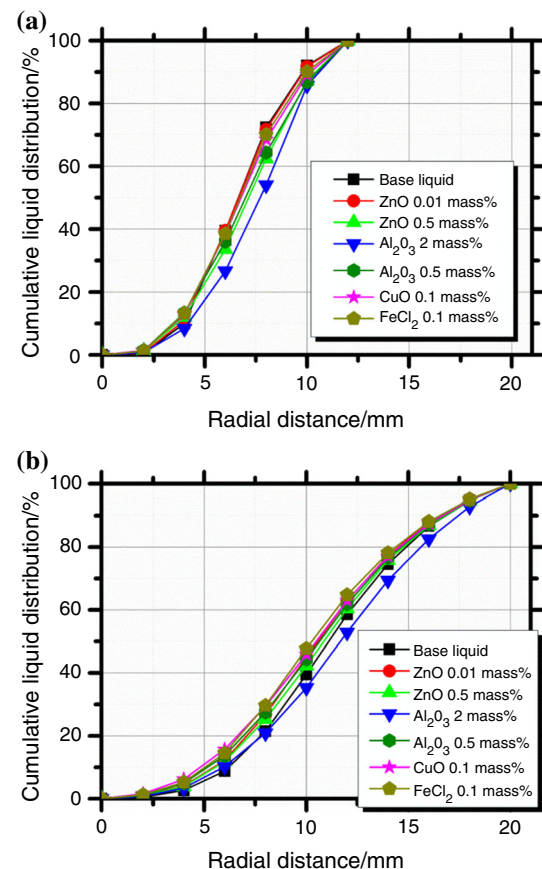 (a)
100
80
60
40
20
0
Cumulative liquid distribution/%
Base liquid
ZnO 0.01 mass%
ZnO 0.5 mass%
Al₂0₃ 2 mass%
Al₂0₃ 0.5 mass%
CuO 0.1 mass%
FeCl₂ 0.1 mass%
0 5 10 15 20
Radial distance/mm
(b)
100
80
60
40
20
0
Cumulative liquid distribution/%
Base liquid
ZnO 0.01 mass%
ZnO 0.5 mass%
Al₂0₃ 2 mass%
Al₂0₃ 0.5 mass%
CuO 0.1 mass%
FeCl₂ 0.1 mass%
0 5 10 15 20
Radial distance/mm